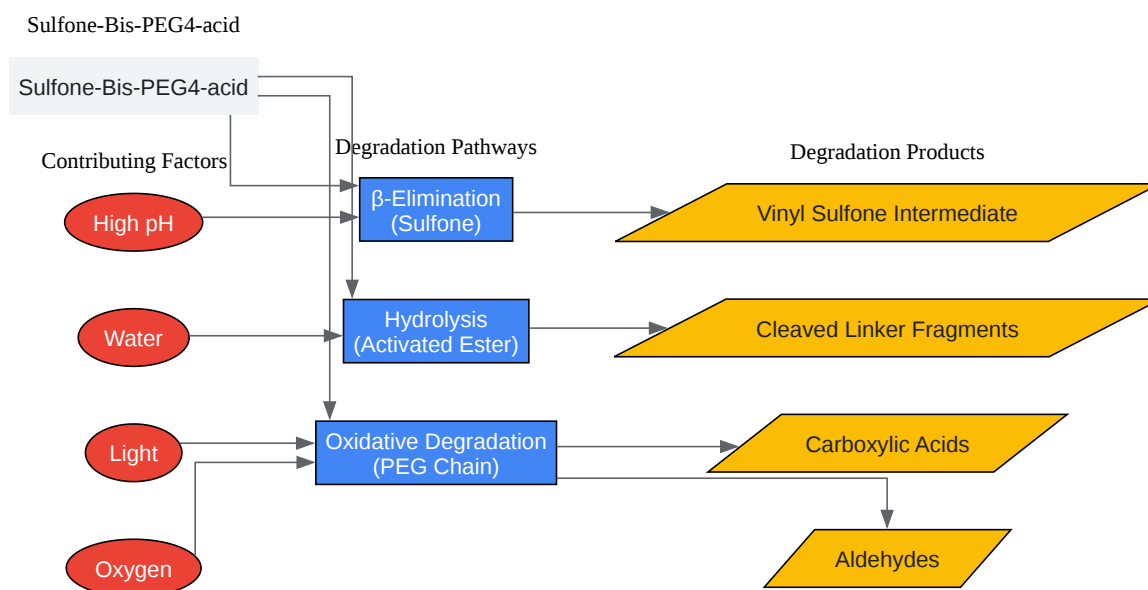 Sulfone-Bis-PEG4-acid
Sulfone-Bis-PEG4-acid
Contributing Factors
Degradation Pathways
Degradation Products
High pH
β-Elimination
(Sulfone)
Vinyl Sulfone Intermediate
Water
Hydrolysis
(Activated Ester)
Cleaved Linker Fragments
Light
Oxidative Degradation
(PEG Chain)
Carboxylic Acids
Oxygen
Aldehydes